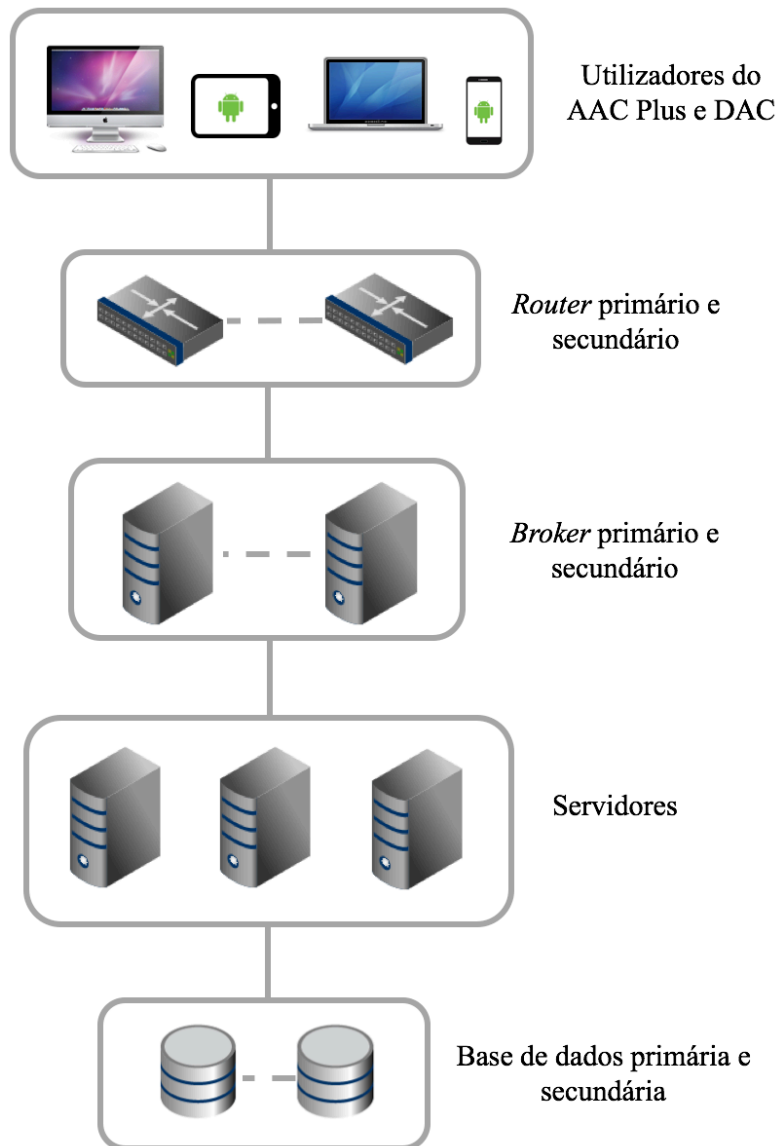 Utilizadores do
AAC Plus e DAC
Router primário e
secundário
Broker primário e
secundário
Servidores
Base de dados primária e
secundária